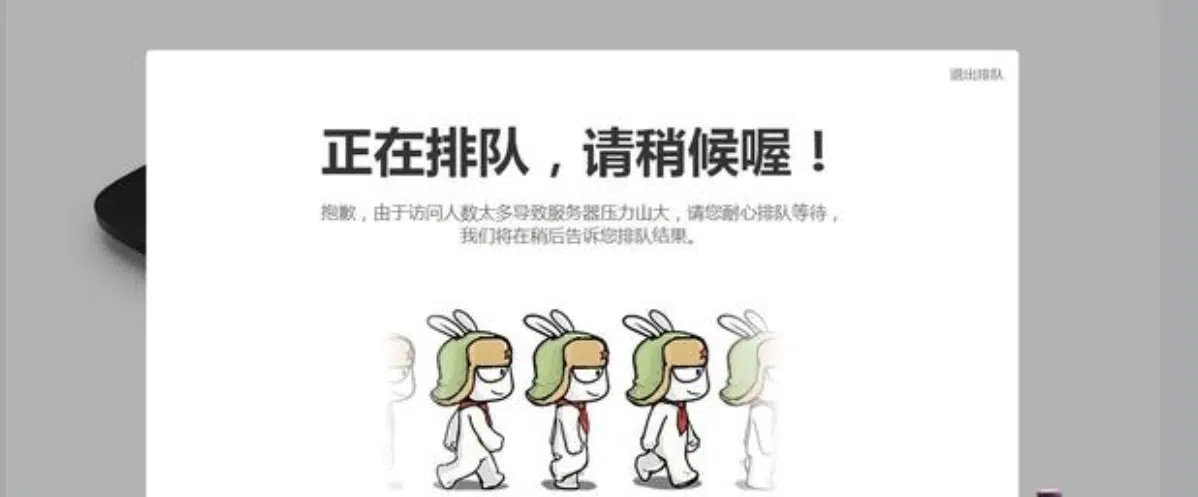 退出排队
正在排队，请稍候喔！
抱歉，由于访问人数太多导致服务器压力山大，请您耐心排队等待，
我们将在稍后告诉您排队结果。